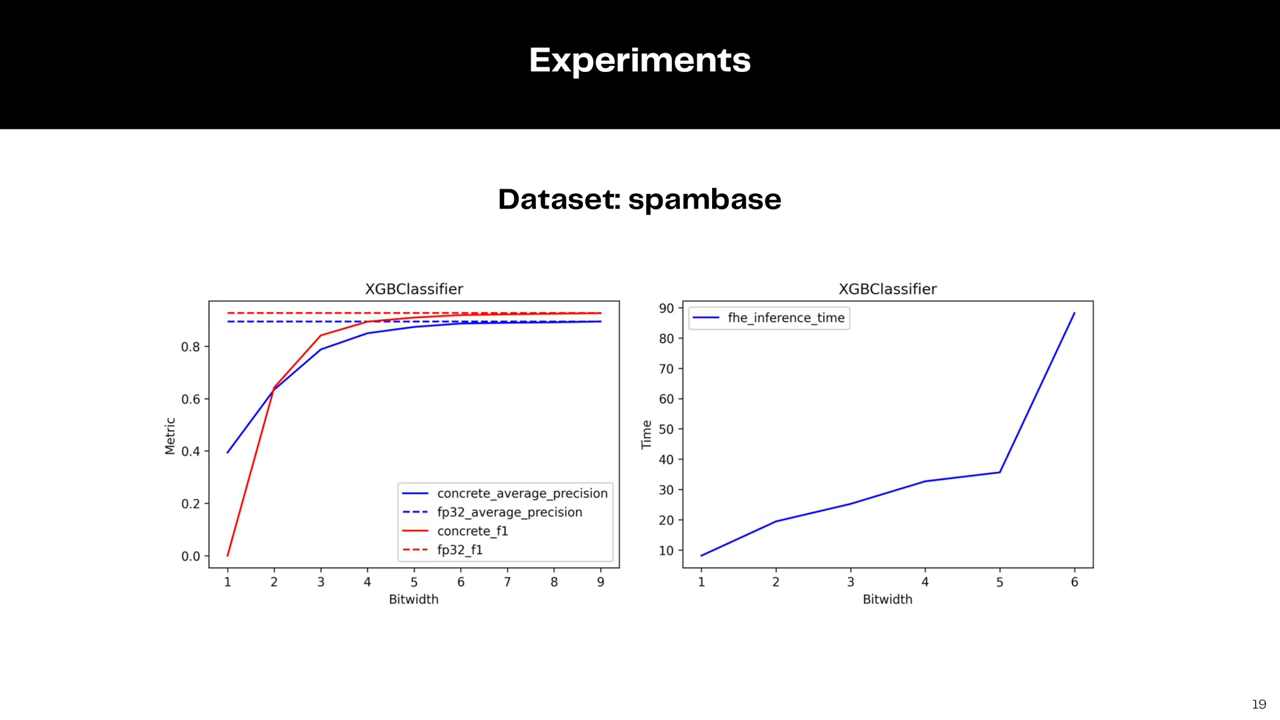 Experiments
Dataset: spambase
XGBClassifier
Metric
0.8
0.6
0.4
0.2
0.0
concrete_average_precision
fp32_average_precision
concrete_f1
fp32_f1
1 2 3 4 5 6 7 8 9
Bitwidth
XGBClassifier
Time
90
80
70
60
50
40
30
20
10
fhe_inference_time
1 2 3 4 5 6
Bitwidth
19